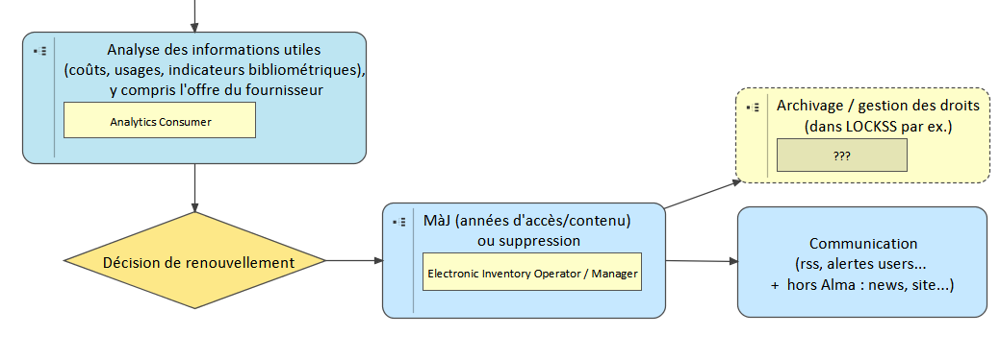 Analyse des informations utiles
(coûts, usages, indicateurs bibliométriques),
y compris l'offre du fournisseur
Analytics Consumer
Archivage / gestion des droits
(dans LOCKSS par ex.)
???
Décision de renouvellement
MàJ (années d'accès/contenu)
ou suppression
Electronic Inventory Operator / Manager
Communication
(rss, alertes users...
+ hors Alma : news, site...)